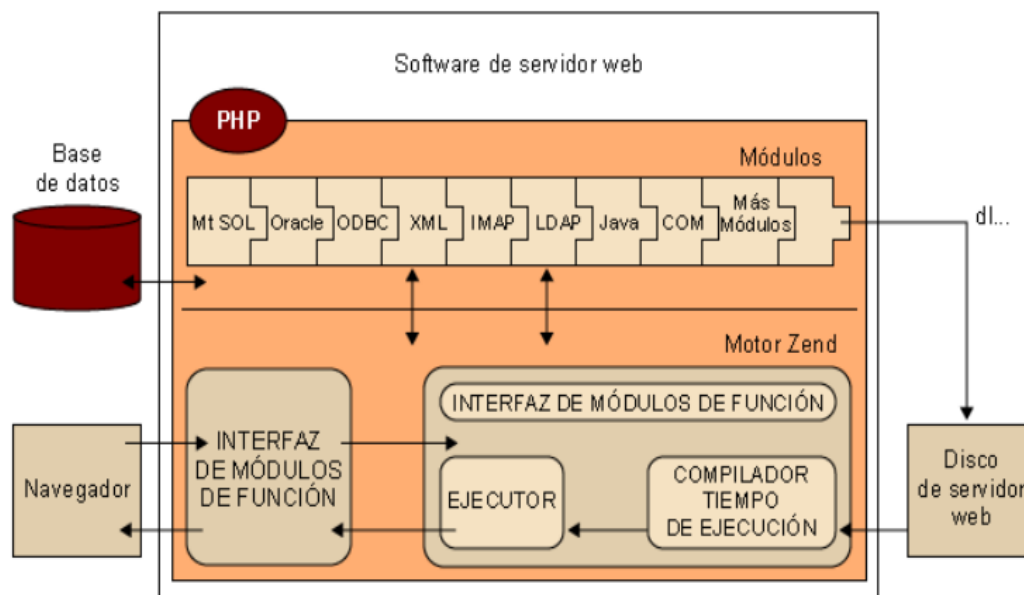 Software de servidor web
PHP
Base
de datos
Módulos
Mt SOL
Oracle
ODBC
XML
IMAP
LDAP
Java
COM
Más
Módulos
dl...
Motor Zend
INTERFAZ DE MÓDULOS DE FUNCIÓN
Navegador
INTERFAZ
DE MÓDULOS
DE FUNCIÓN
EJECUTOR
COMPILADOR
TIEMPO
DE EJECUCIÓN
Disco
de servidor
web